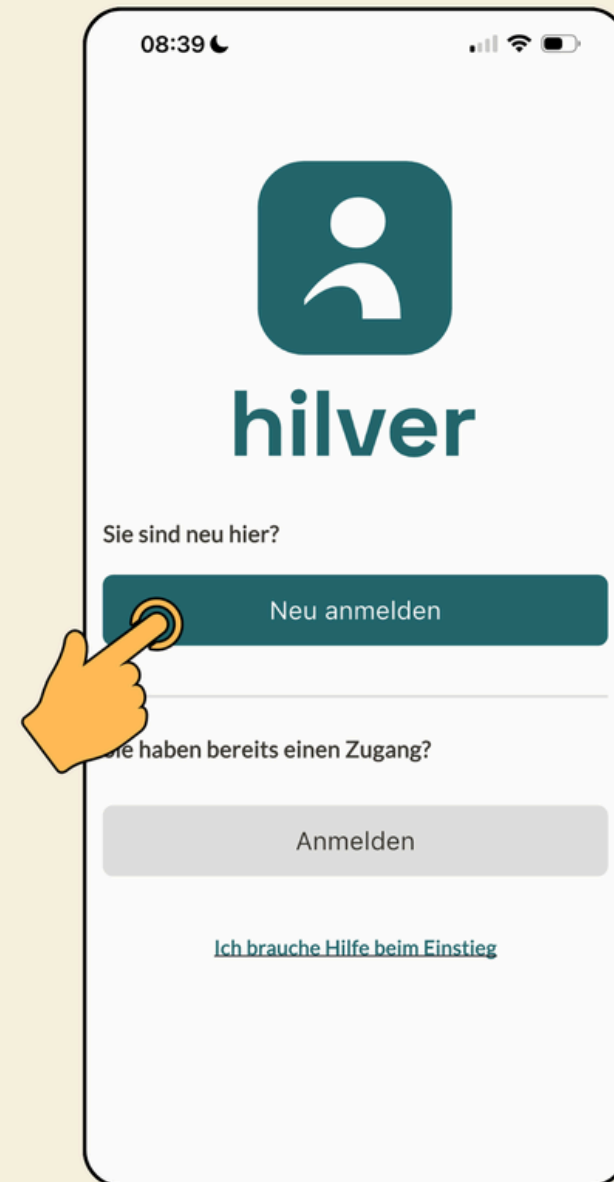 08:39
hilver
Sie sind neu hier?
Neu anmelden
Sie haben bereits einen Zugang?
Anmelden
Ich brauche Hilfe beim Einstieg